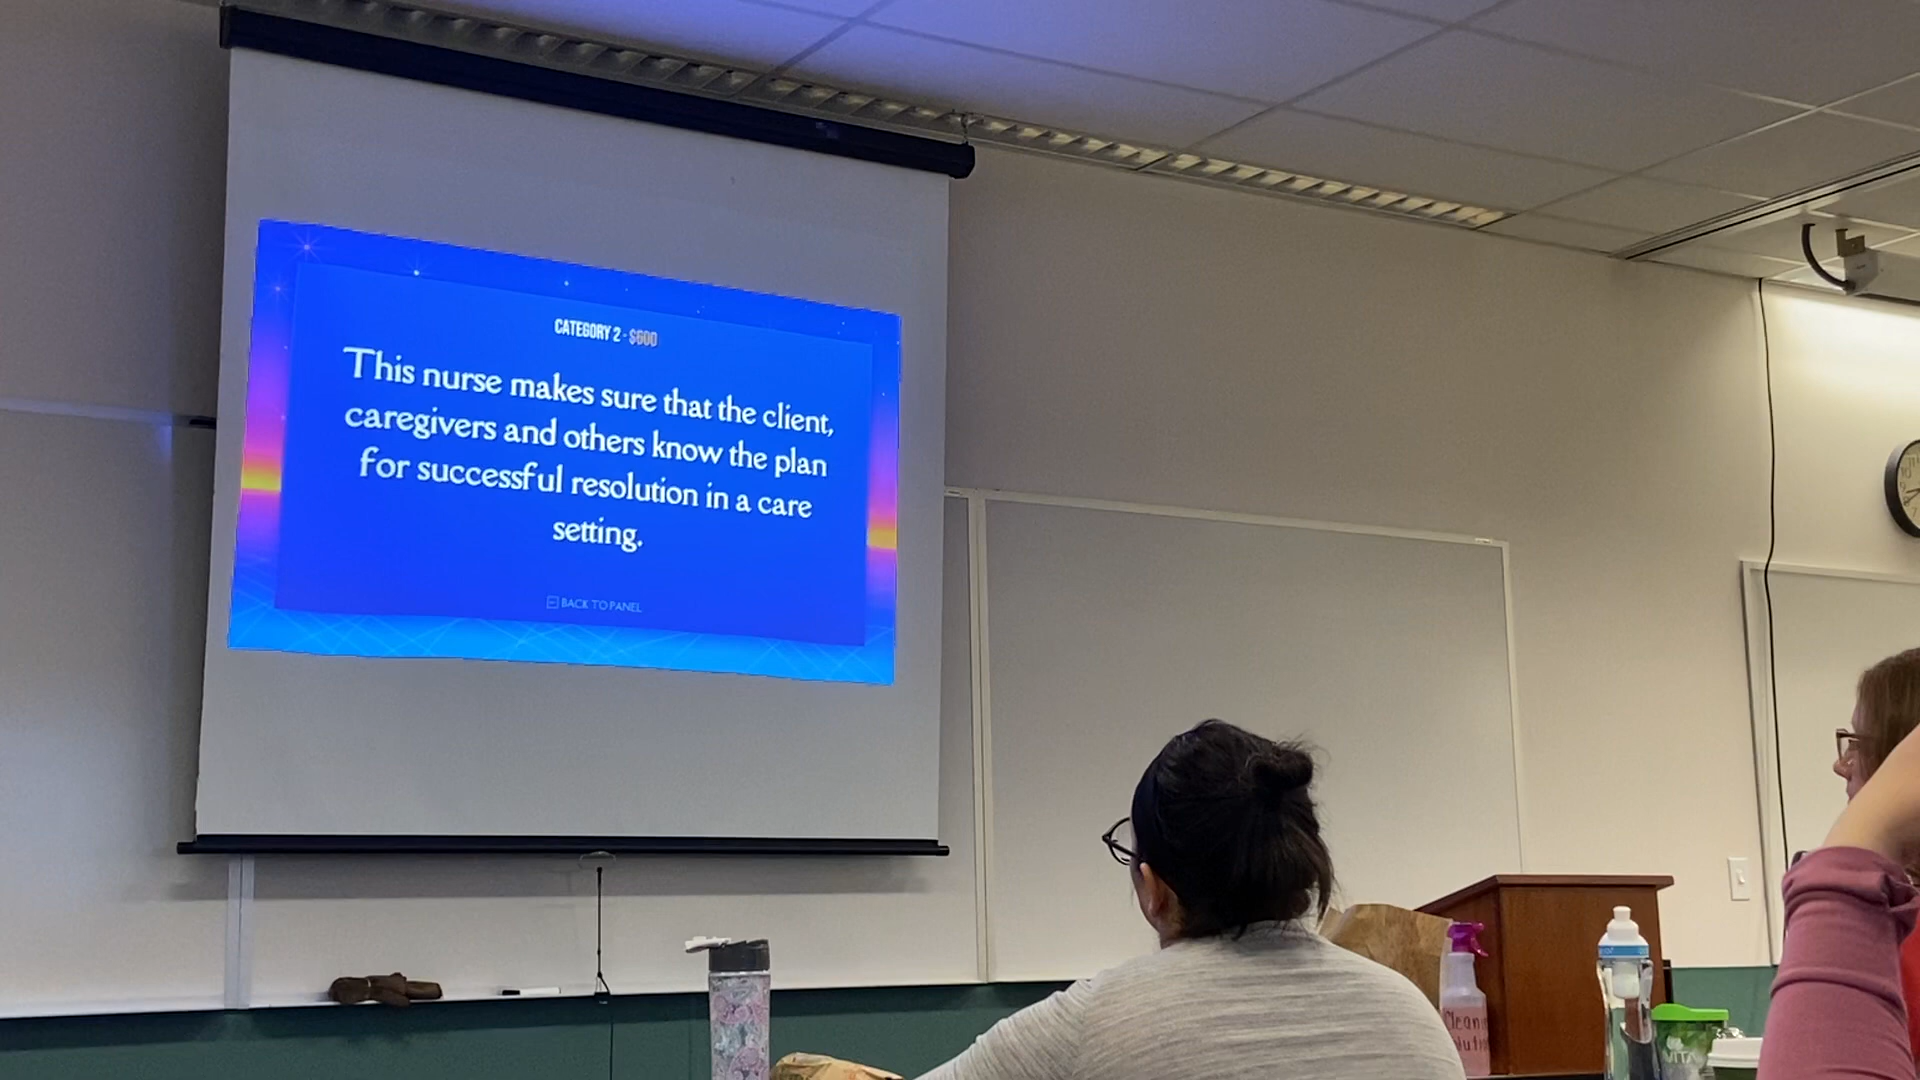 CATEGORY 2 - $600
This nurse makes sure that the client,
caregivers and others know the plan
for successful resolution in a care
setting.
BACK TO PANEL
VITA